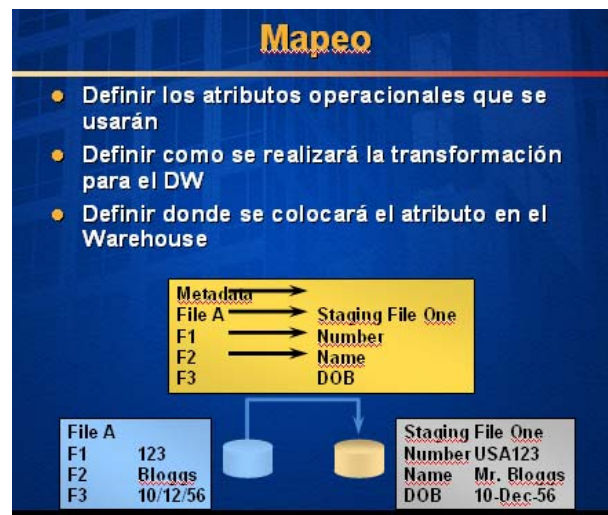 Mapeo
Definir los atributos operacionales que se
usarán
Definir como se realizará la transformación
para el DW
Definir donde se colocará el atributo en el
Warehouse
Metadata
File A Staging File One
F1 Number
F2 Name
F3 DOB
File A
F1 123
F2 Bloggs
F3 10/12/56
Staging File One
Number USA123
Name Mr. Bloggs
DOB 10-Dec-56